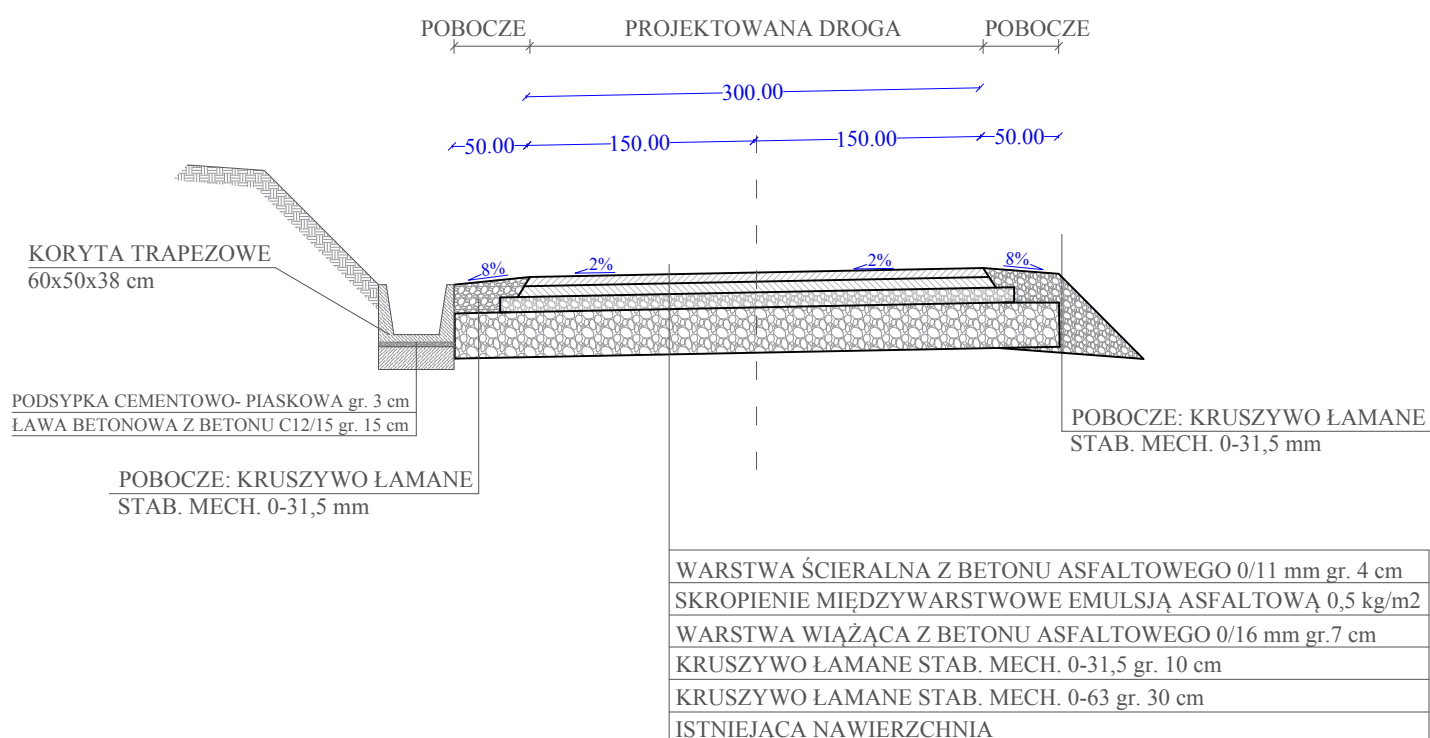 POBOCZE PROJEKTOWANA DROGA POBOCZE
300.00
50.00 150.00 150.00 50.00
KORYTA TRAPEZOWE
60x50x38 cm
8% 2% 2% 8%
PODSYPKA CEMENTOWO- PIASKOWA gr. 3 cm
ŁAWA BETONOWA Z BETONU C12/15 gr. 15 cm
POBOCZE: KRUSZYWO ŁAMANE
STAB. MECH. 0-31,5 mm
POBOCZE: KRUSZYWO ŁAMANE
STAB. MECH. 0-31,5 mm
WARSTWA ŚCIERALNA Z BETONU ASFALTOWEGO 0/11 mm gr. 4 cm
SKROPIENIE MIĘDZYWARSTWOWE EMULSJĄ ASFALTOWĄ 0,5 kg/m2
WARSTWA WIĄŻĄCA Z BETONU ASFALTOWEGO 0/16 mm gr.7 cm
KRUSZYWO ŁAMANE STAB. MECH. 0-31,5 gr. 10 cm
KRUSZYWO ŁAMANE STAB. MECH. 0-63 gr. 30 cm
ISTNIEJĄCA NAWIERZCHNIA